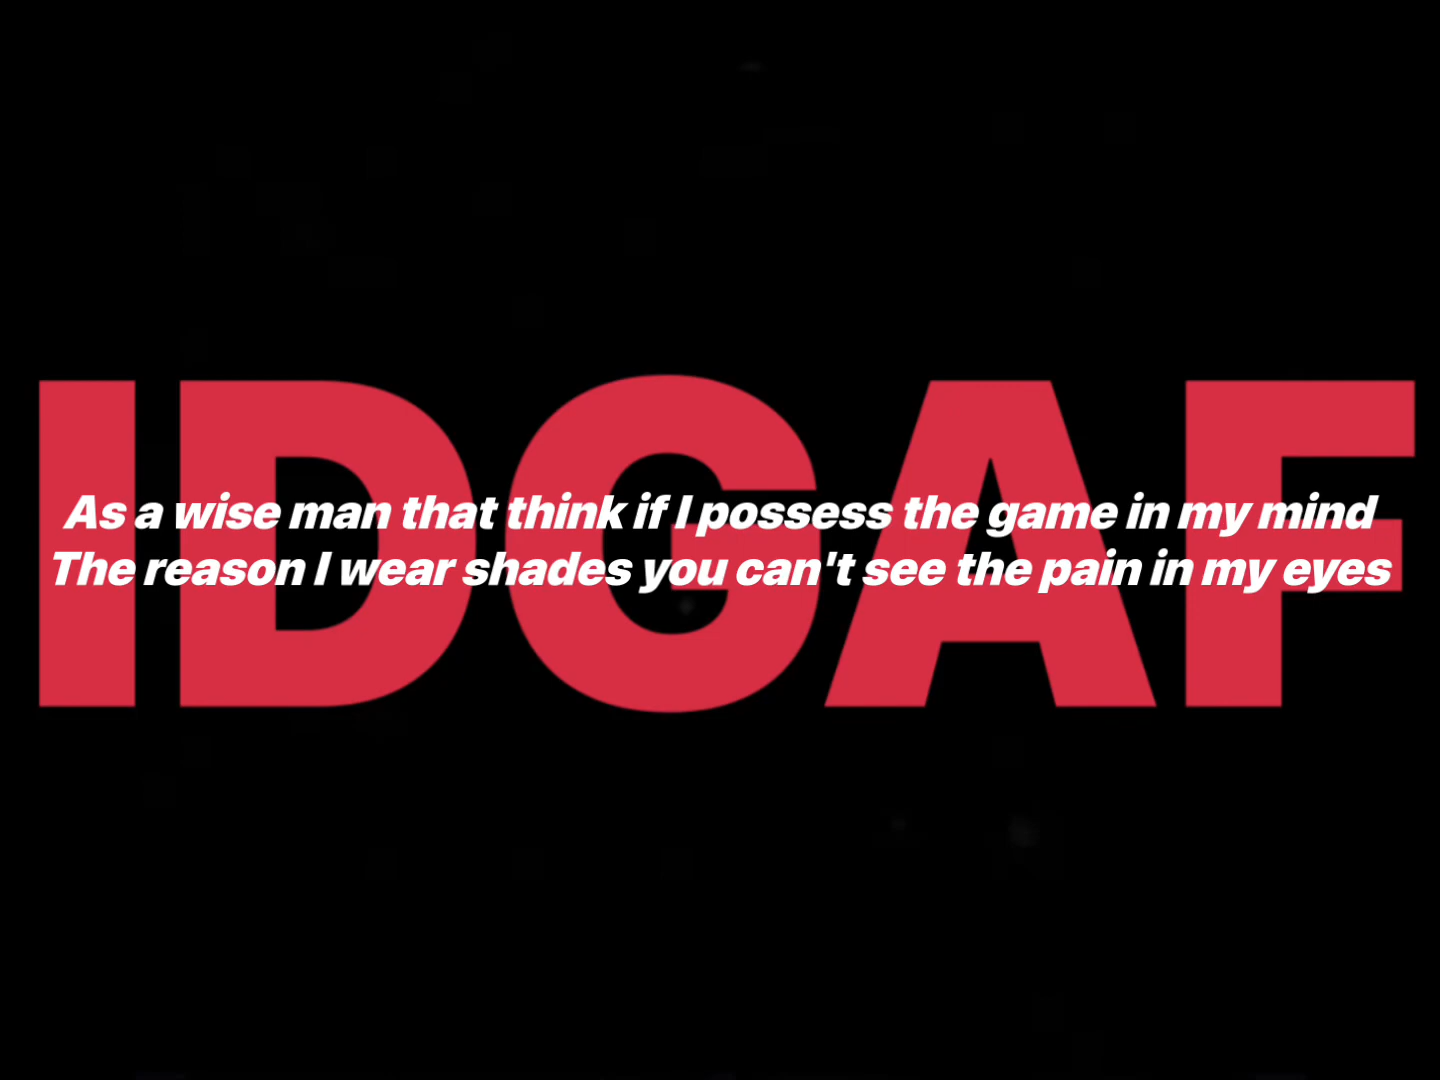 IDGAF
As a wise man that think if I possess the game in my mind
The reason I wear shades you can't see the pain in my eyes